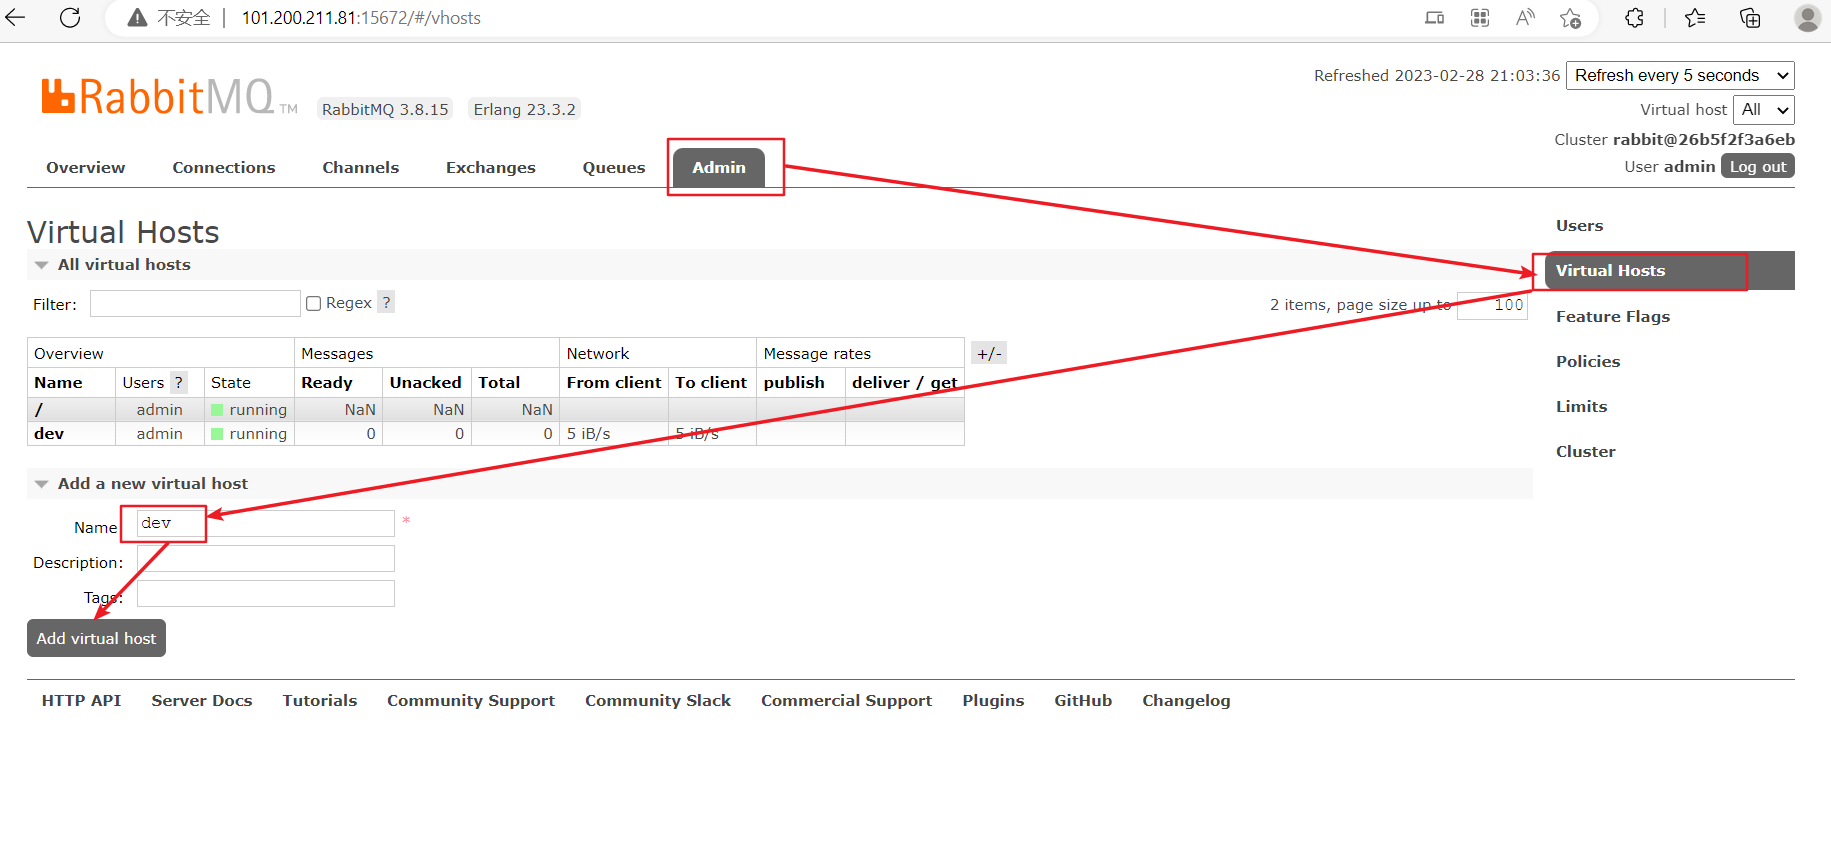 不安全 | 101.200.211.81:15672/#/vhosts
Refreshed 2023-02-28 21:03:36 Refresh every 5 seconds
RabbitMQ TM RabbitMQ 3.8.15 Erlang 23.3.2
Virtual host All
Cluster rabbit@26b5f2f3a6eb
User admin Log out
Overview Connections Channels Exchanges Queues Admin
Virtual Hosts
All virtual hosts
Filter: Regex ?
2 items, page size up to 100
Overview Messages Network Message rates +/-
Name Users ? State Ready Unacked Total From client To client publish deliver / get
/ admin running NaN NaN NaN
dev admin running 0 0 0 5 iB/s 5 iB/s
Add a new virtual host
Name dev *
Description:
Tags:
Add virtual host
Users
Virtual Hosts
Feature Flags
Policies
Limits
Cluster
HTTP API Server Docs Tutorials Community Support Community Slack Commercial Support Plugins GitHub Changelog